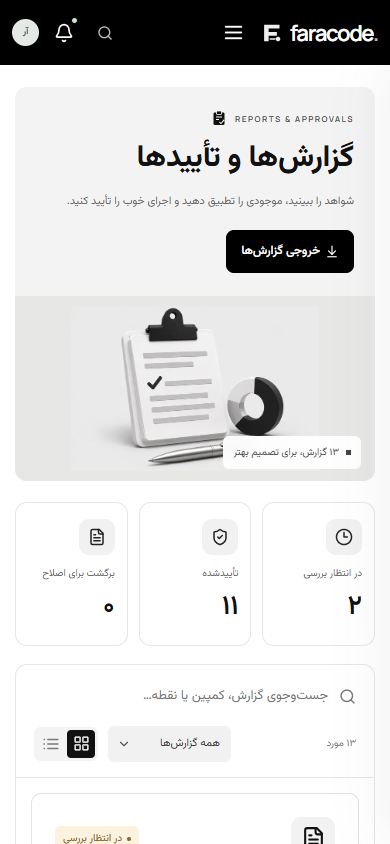 faracode.
آر
REPORTS & APPROVALS
گزارش‌ها و تأییدها
شواهد را ببینید، موجودی را تطبیق دهید و اجرای خوب را تأیید کنید.
خروجی گزارش‌ها
۱۳ گزارش، برای تصمیم بهتر
در انتظار بررسی
۲
تأییدشده
۱۱
برگشت برای اصلاح
۰
جست‌وجوی گزارش، کمپین یا نقطه...
۱۳ مورد
همه گزارش‌ها
در انتظار بررسی